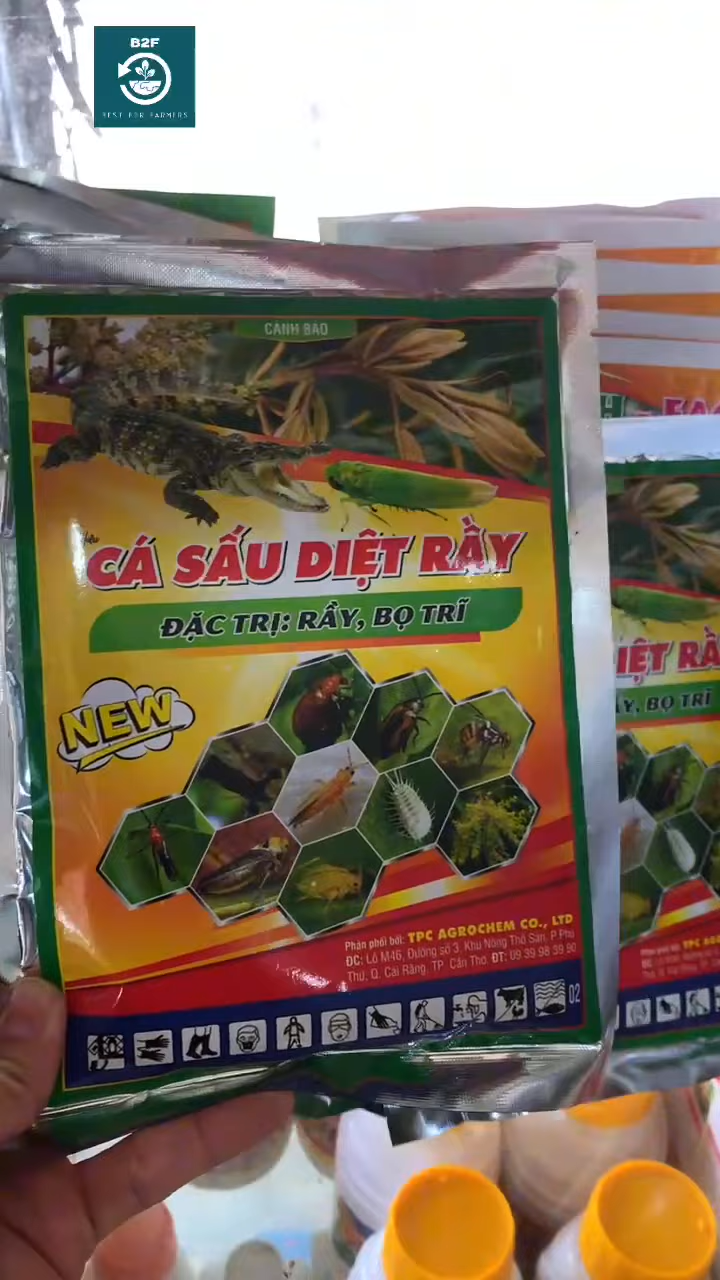 B2F
BEST FOR FARMERS
CẢNH BÁO
Hiệu
CÁ SẤU DIỆT RẦY
ĐẶC TRỊ: RẦY, BỌ TRĨ
NEW
Phân phối bởi: TPC AGROCHEM CO., LTD
ĐC: Lô M46, Đường số 3, Khu Nông Thổ Sản, P. Phú
Thứ, Q. Cái Răng, TP. Cần Thơ. ĐT: 09 39 98 39 90
02
IỆT RẦ
Y, BỌ TRĨ